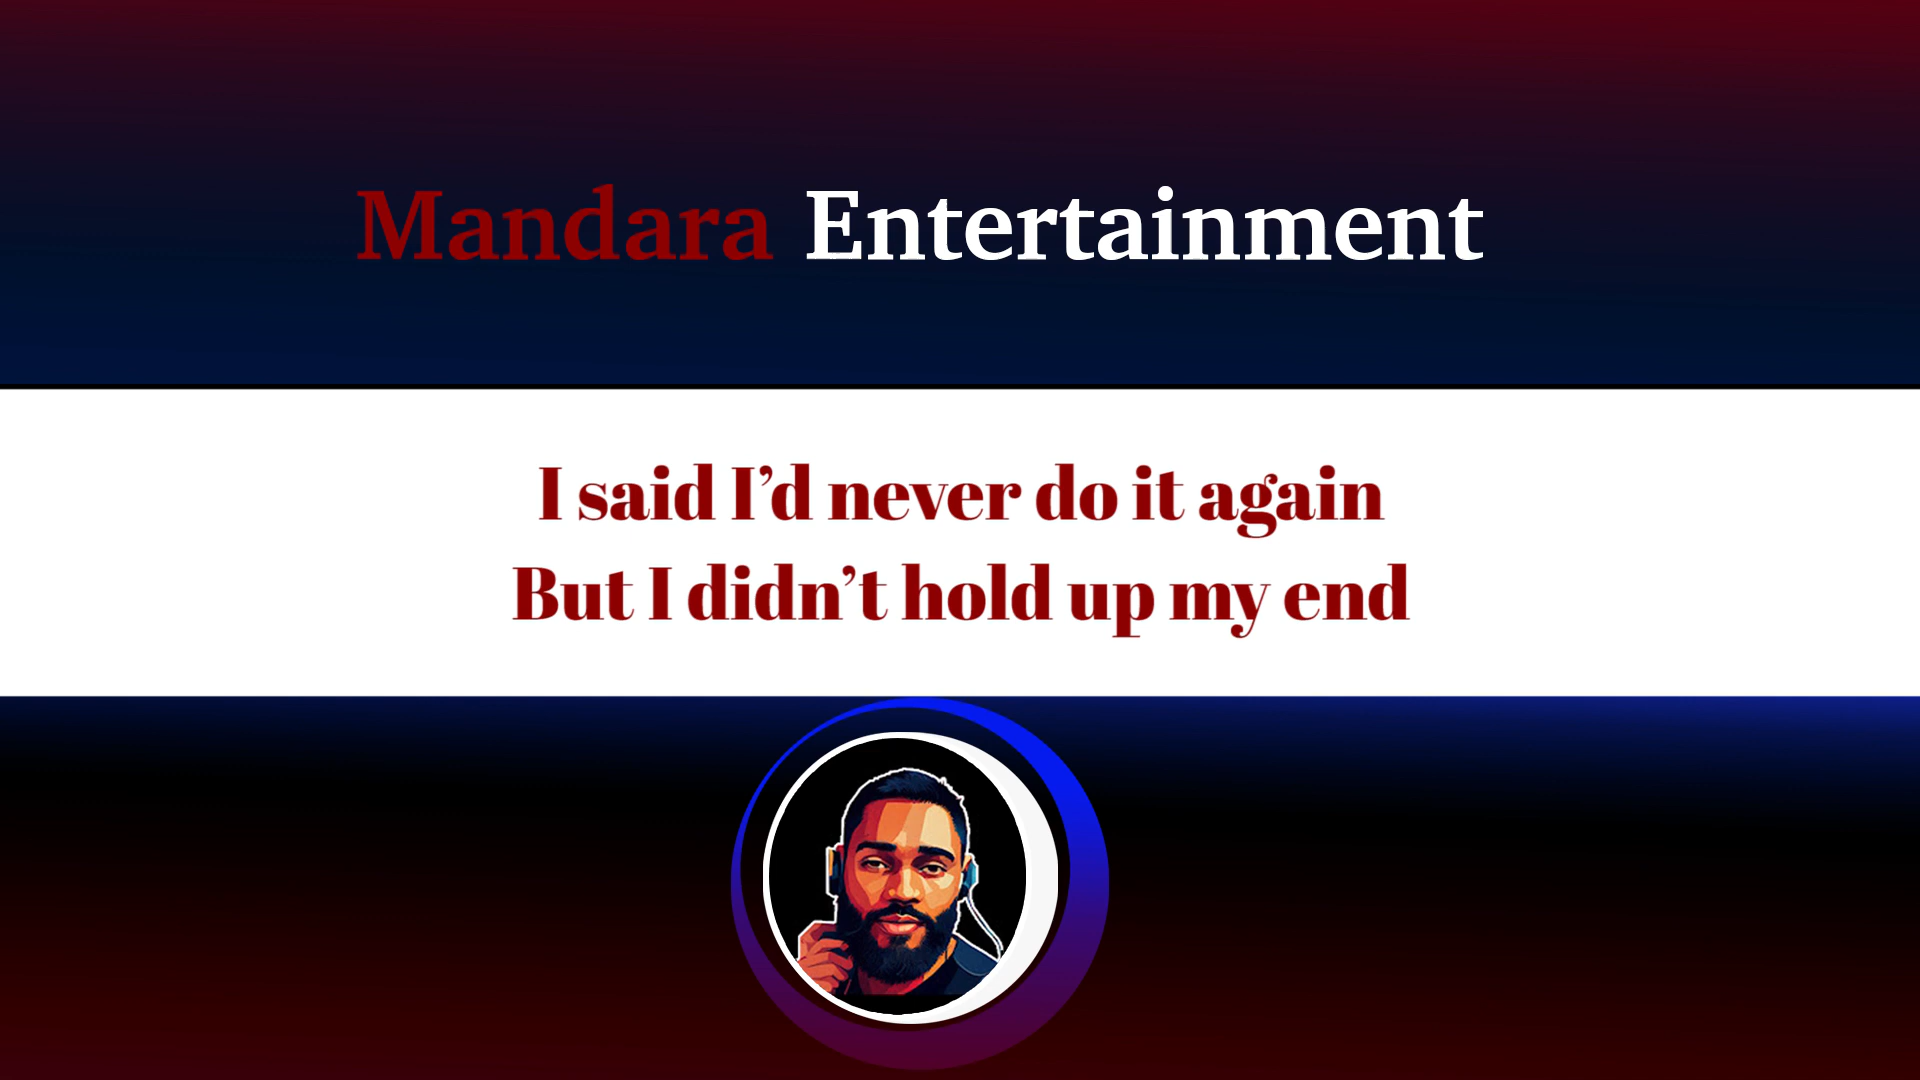 Mandara Entertainment
I said I’d never do it again
But I didn’t hold up my end